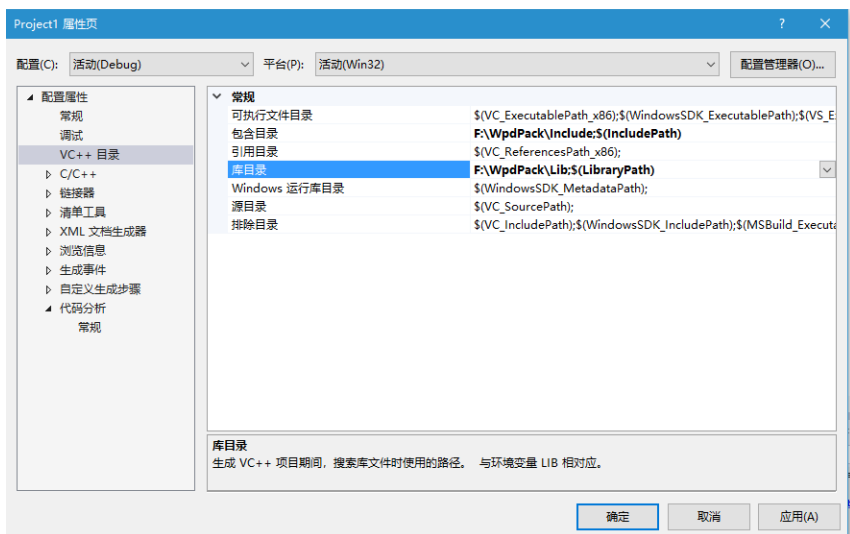 Project1 属性页
配置(C): 活动(Debug) 平台(P): 活动(Win32) 配置管理器(O)...
配置属性
常规
调试
VC++ 目录
C/C++
链接器
清单工具
XML 文档生成器
浏览信息
生成事件
自定义生成步骤
代码分析
常规
常规
可执行文件目录 $(VC_ExecutablePath_x86);$(WindowsSDK_ExecutablePath);$(VS_E
包含目录 F:\WpdPack\Include;$(IncludePath)
引用目录 $(VC_ReferencesPath_x86);
库目录 F:\WpdPack\Lib;$(LibraryPath)
Windows 运行库目录 $(WindowsSDK_MetadataPath);
源目录 $(VC_SourcePath);
排除目录 $(VC_IncludePath);$(WindowsSDK_IncludePath);$(MSBuild_Executa
库目录
生成 VC++ 项目期间，搜索库文件时使用的路径。 与环境变量 LIB 相对应。
确定 取消 应用(A)